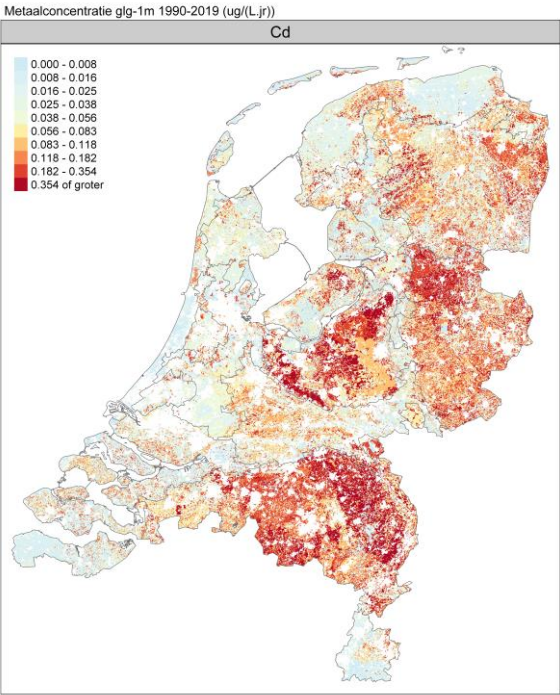 Metaalconcentratie glg-1m 1990-2019 (ug/(L.jr))
Cd
0.000 - 0.008
0.008 - 0.016
0.016 - 0.025
0.025 - 0.038
0.038 - 0.056
0.056 - 0.083
0.083 - 0.118
0.118 - 0.182
0.182 - 0.354
0.354 of groter